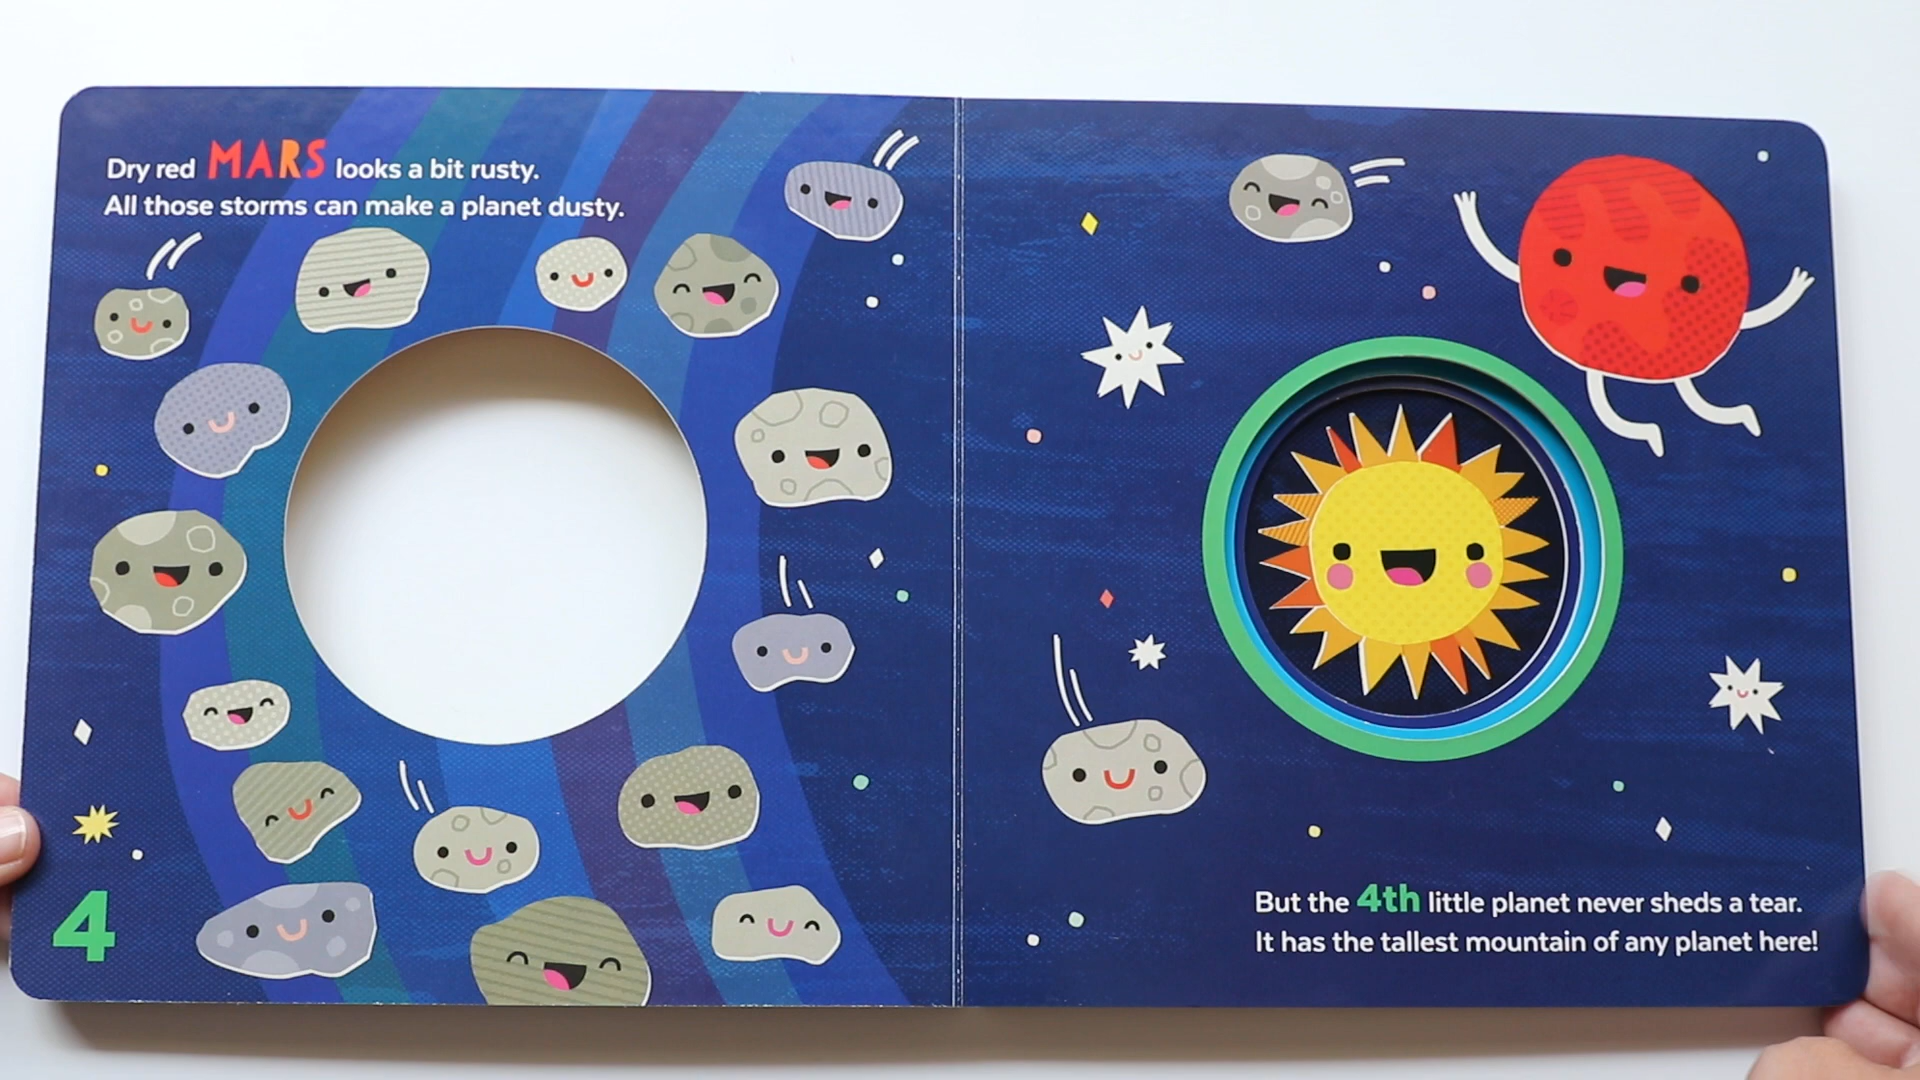 Dry red MARS looks a bit rusty.
All those storms can make a planet dusty.
4
But the 4th little planet never sheds a tear.
It has the tallest mountain of any planet here!